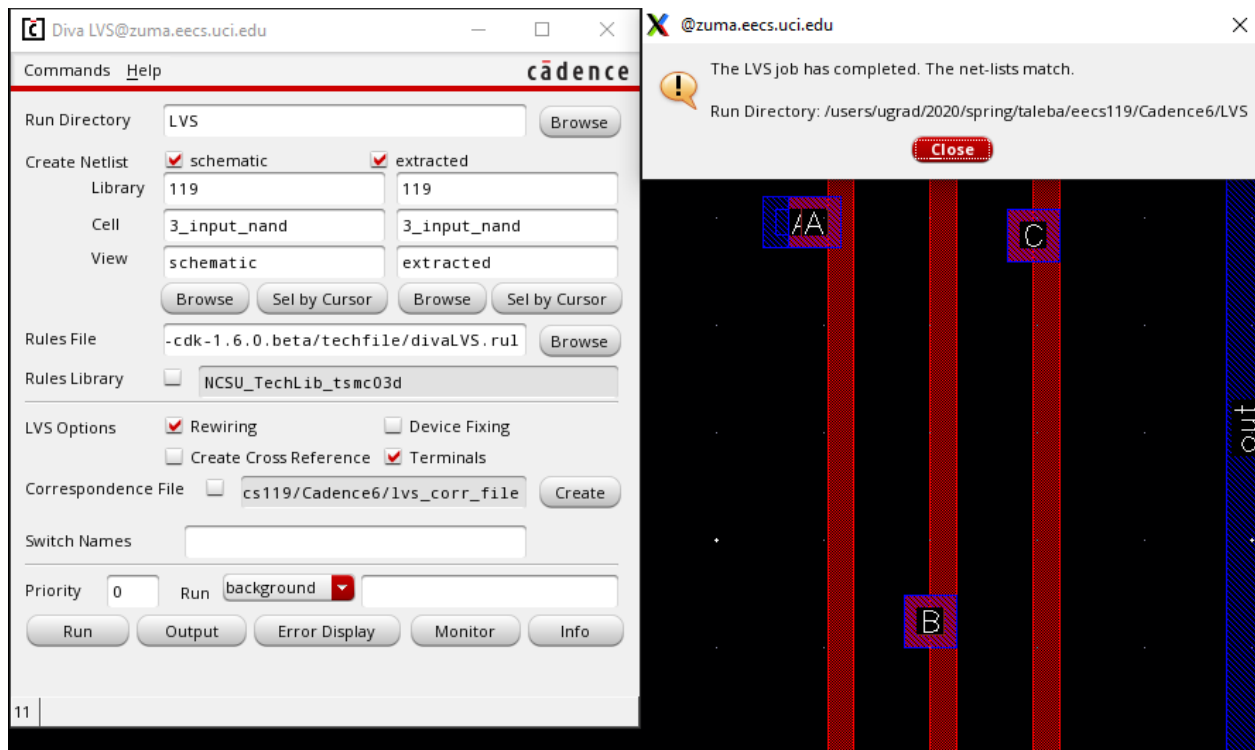 Diva LVS@zuma.eecs.uci.edu
Commands Help
cādence
Run Directory LVS Browse
Create Netlist schematic extracted
Library 119 119
Cell 3_input_nand 3_input_nand
View schematic extracted
Browse Sel by Cursor Browse Sel by Cursor
Rules File -cdk-1.6.0.beta/techfile/divaLVS.rul Browse
Rules Library NCSU_TechLib_tsmc03d
LVS Options Rewiring Device Fixing
Create Cross Reference Terminals
Correspondence File cs119/Cadence6/lvs_corr_file Create
Switch Names
Priority 0 Run background
Run Output Error Display Monitor Info
11
@zuma.eecs.uci.edu
The LVS job has completed. The net-lists match.
Run Directory: /users/ugrad/2020/spring/taleba/eecs119/Cadence6/LVS
Close
A
C
B
out